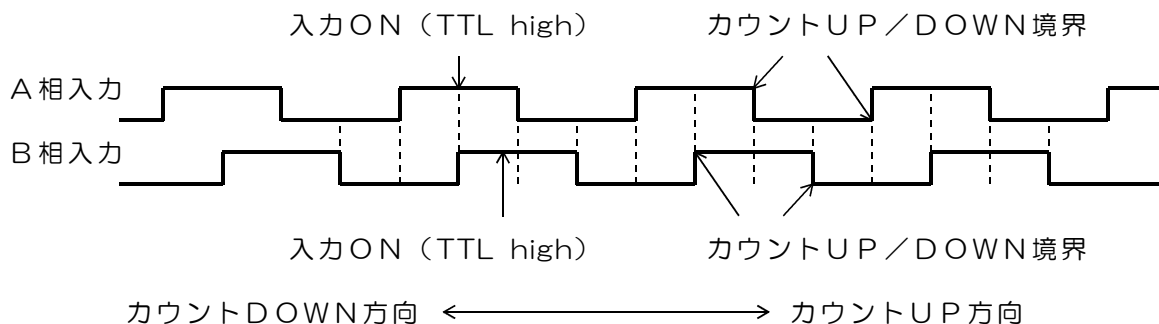 入力ON（TTL high） カウントUP／DOWN境界
A相入力
B相入力
入力ON（TTL high） カウントUP／DOWN境界
カウントDOWN方向 カウントUP方向